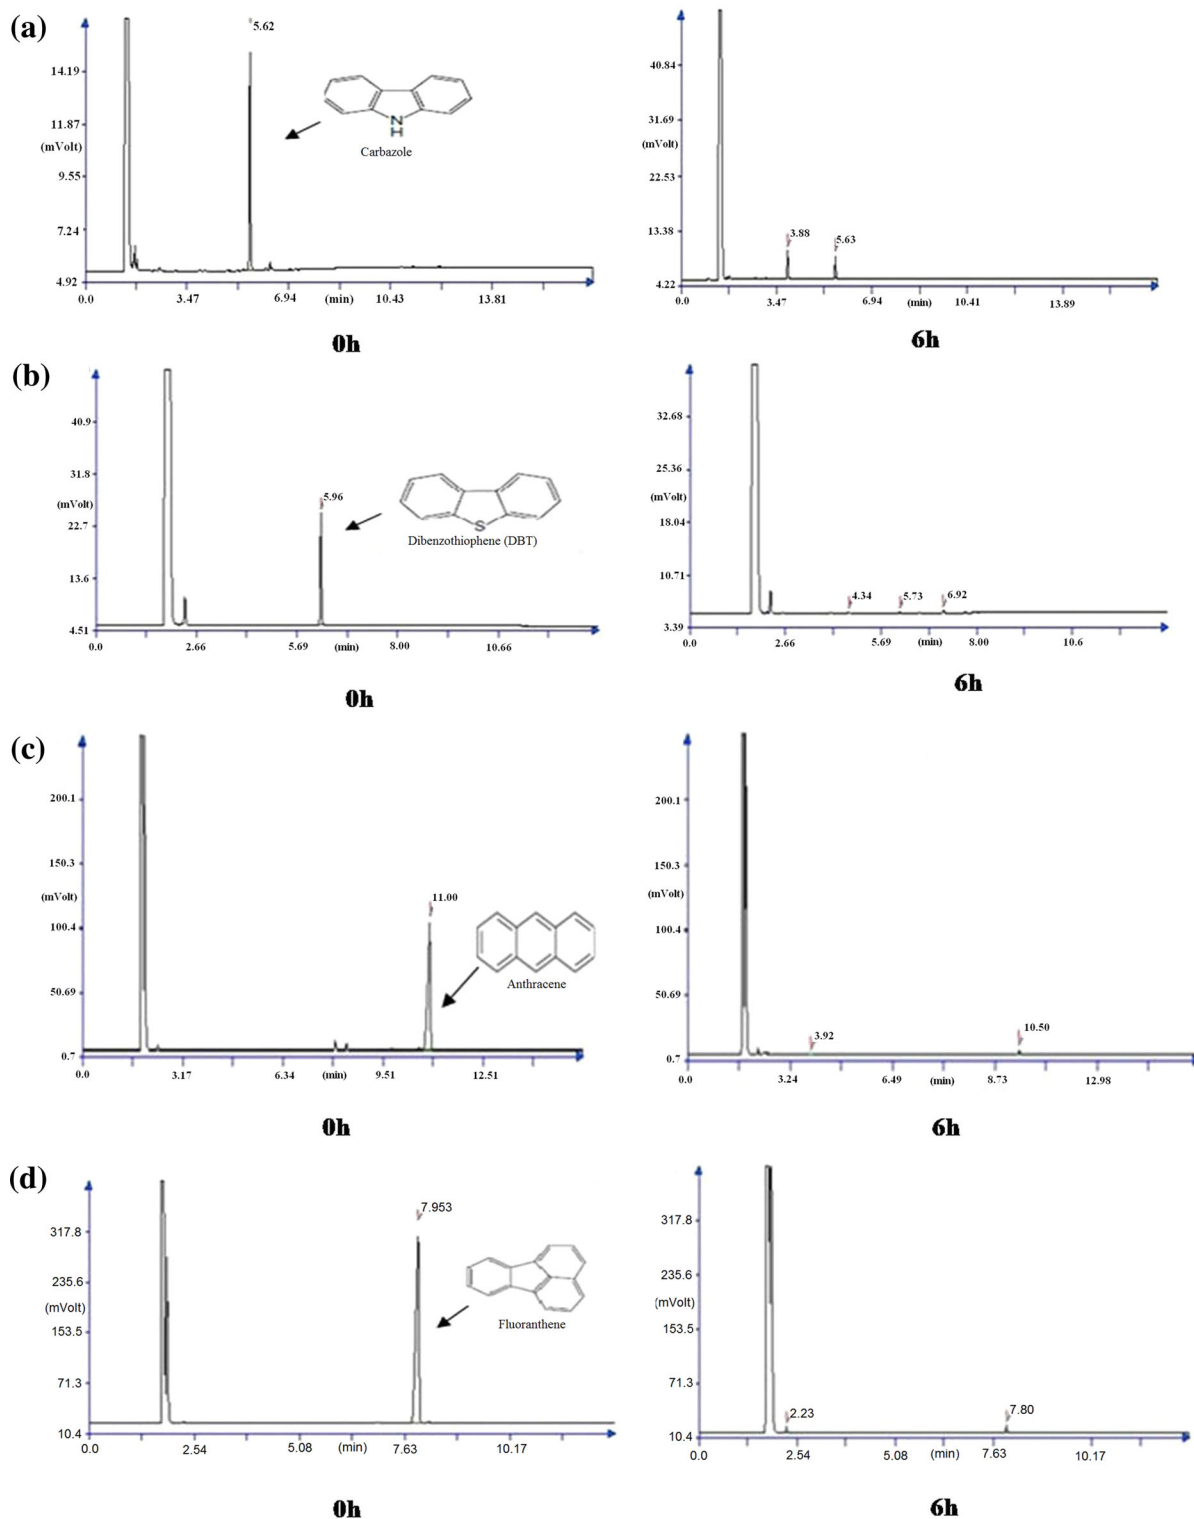 (a)
5.62
14.19
11.87
(mVolt)
9.55
7.24
4.92
0.0 3.47 6.94 (min) 10.43 13.81
N
H
Carbazole
0h
40.84
31.69
(mVolt)
22.53
13.38
4.22
3.88 5.63
0.0 3.47 6.94 (min) 10.41 13.89
6h
(b)
40.9
31.8
(mVolt)
22.7
13.6
4.51
5.96
S
Dibenzothiophene (DBT)
0.0 2.66 5.69 (min) 8.00 10.66
0h
32.68
25.36
(mVolt)
18.04
10.71
3.39
4.34 5.73 6.92
0.0 2.66 5.69 (min) 8.00 10.6
6h
(c)
200.1
150.3
(mVolt)
100.4
50.69
0.7
11.00
Anthracene
0.0 3.17 6.34 (min) 9.51 12.51
0h
200.1
150.3
(mVolt)
100.4
50.69
0.7
3.92 10.50
0.0 3.24 6.49 (min) 8.73 12.98
6h
(d)
317.8
235.6
(mVolt)
153.5
71.3
10.4
7.953
Fluoranthene
0.0 2.54 5.08 (min) 7.63 10.17
0h
317.8
235.6
(mVolt)
153.5
71.3
10.4
2.23 7.80
0.0 2.54 5.08 (min) 7.63 10.17
6h